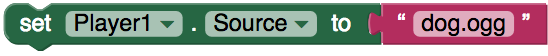 set Player1 . Source to “ dog.ogg ”